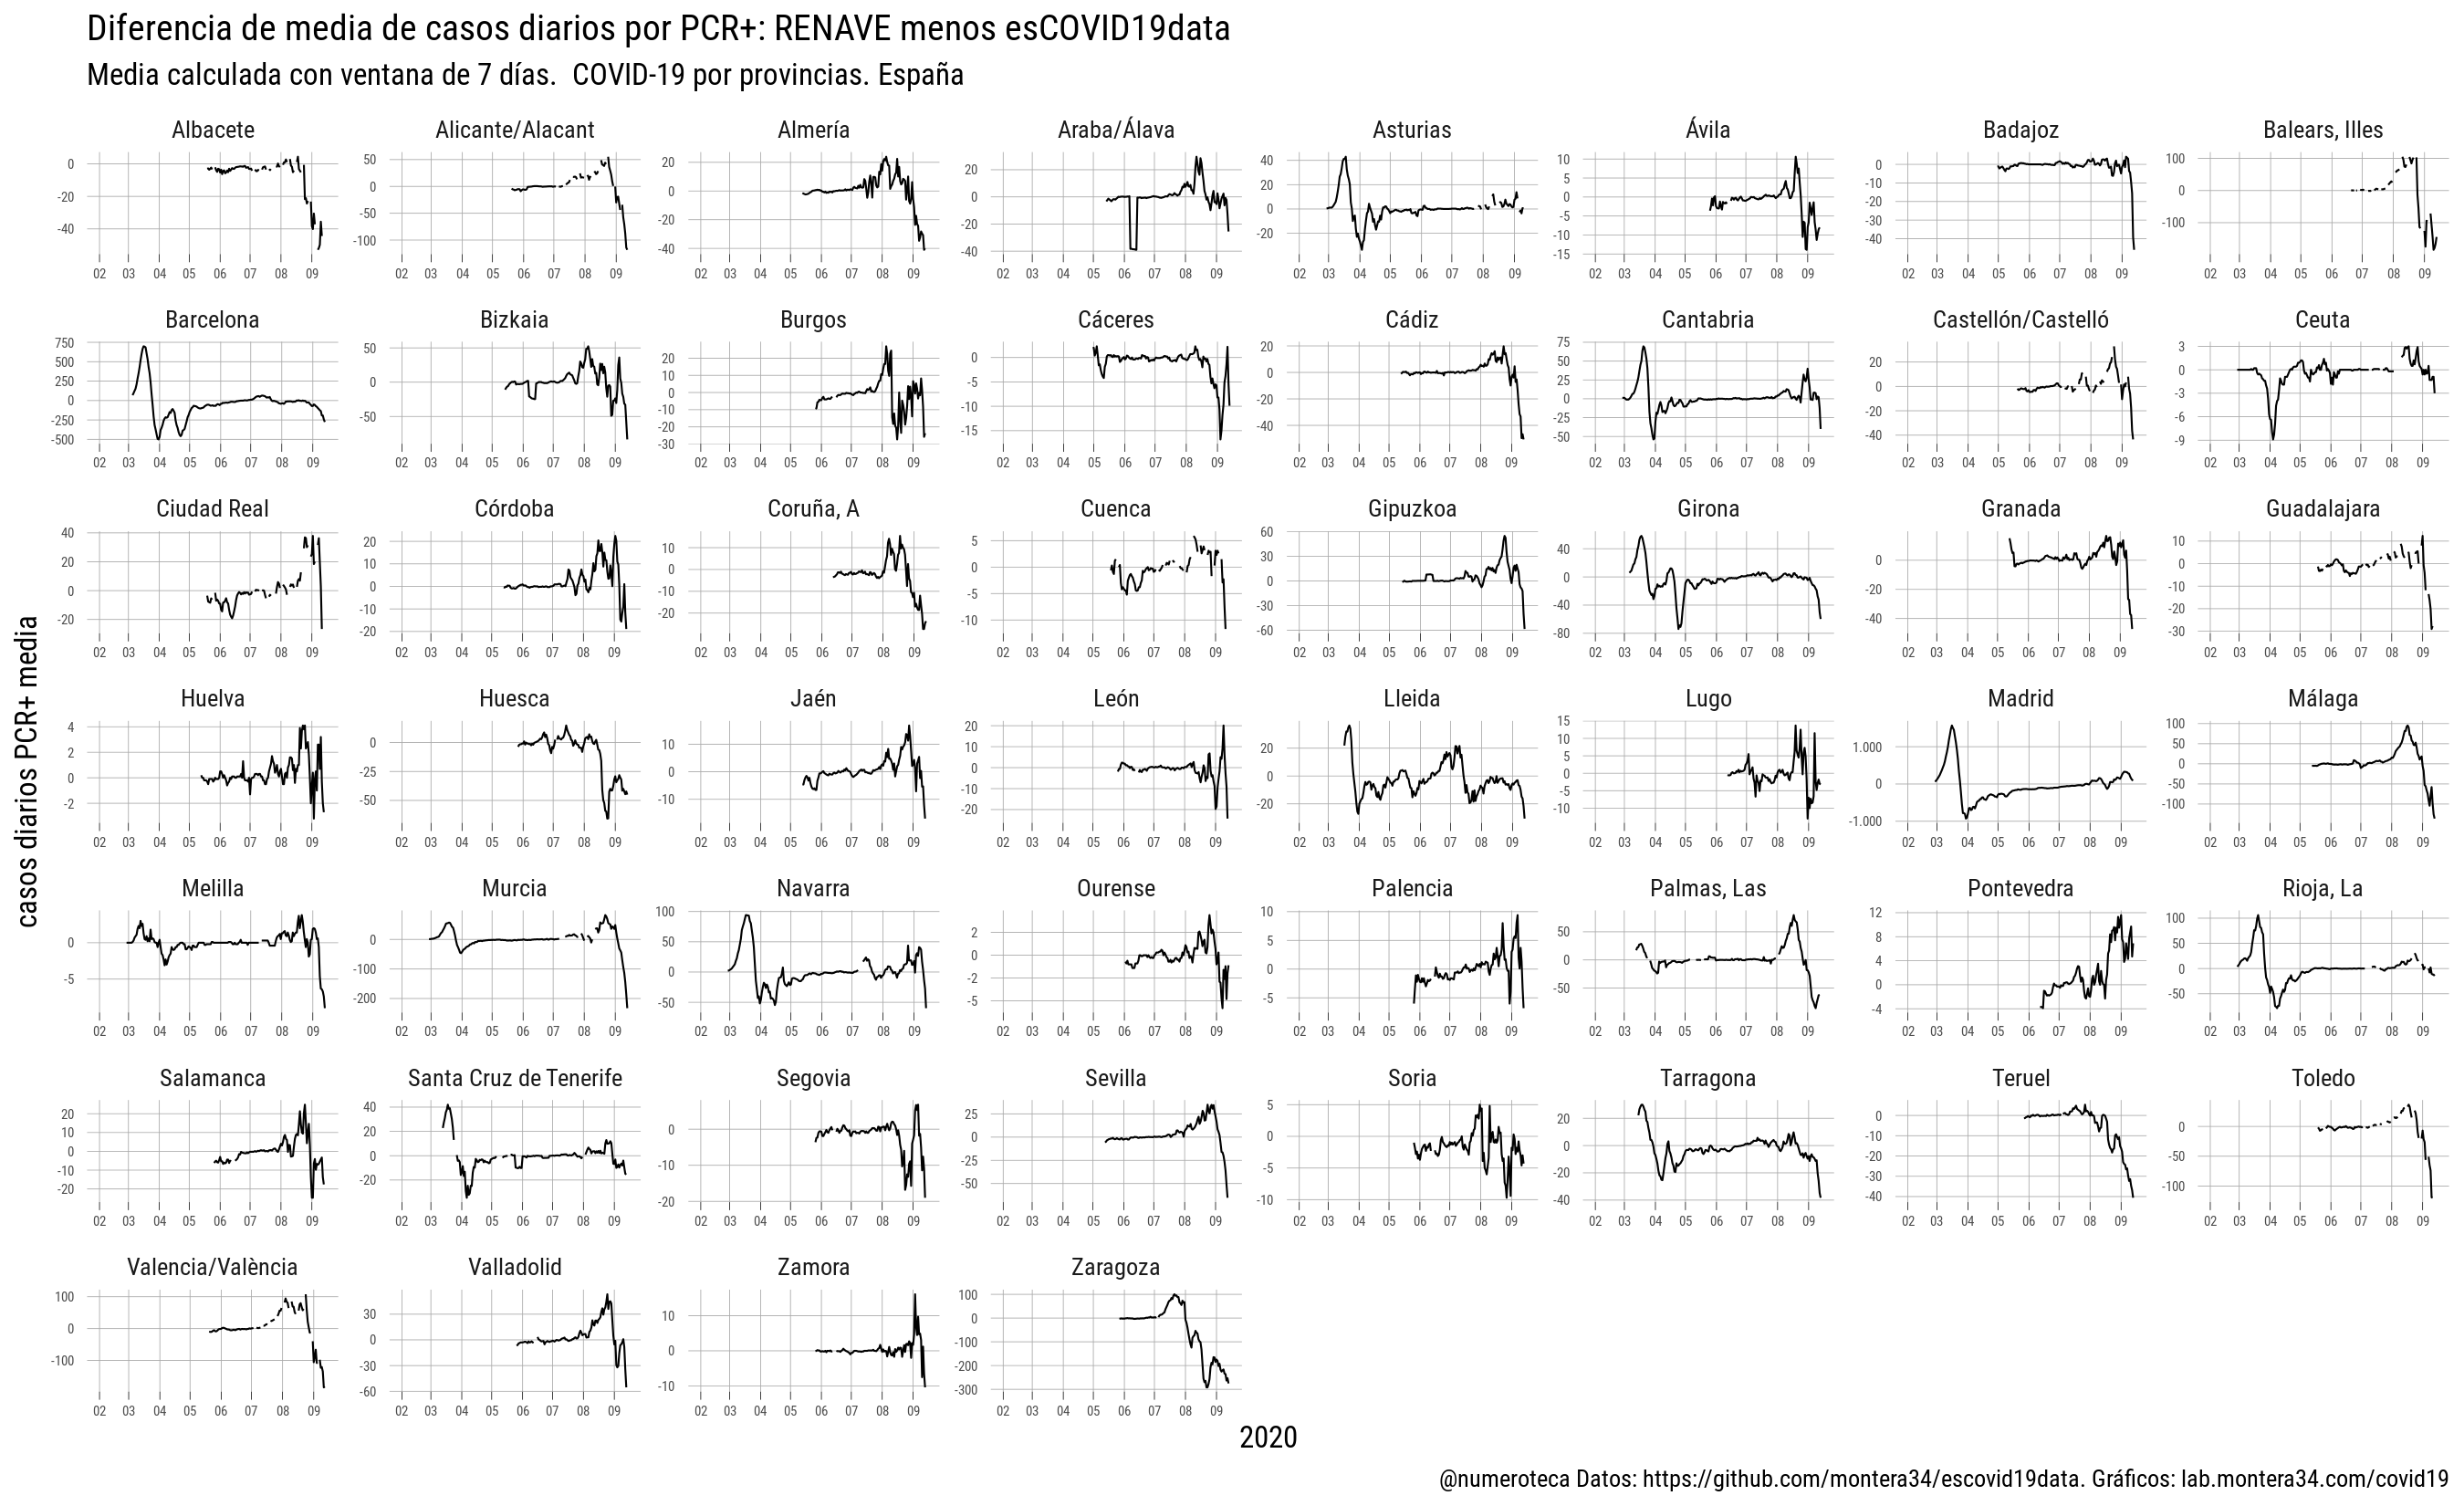 Diferencia de media de casos diarios por PCR+: RENAVE menos esCOVID19data
Media calculada con ventana de 7 días.  COVID-19 por provincias. España
casos diarios PCR+ media
Albacete Alicante/Alacant Almería Araba/Álava Asturias Ávila Badajoz Balears, Illes
0 -20 -40
50 0 -50 -100
20 0 -20 -40
20 0 -20 -40
40 20 0 -20
10 5 0 -5 -10 -15
0 -10 -20 -30 -40
100 0 -100
02 03 04 05 06 07 08 09 02 03 04 05 06 07 08 09 02 03 04 05 06 07 08 09 02 03 04 05 06 07 08 09 02 03 04 05 06 07 08 09 02 03 04 05 06 07 08 09 02 03 04 05 06 07 08 09 02 03 04 05 06 07 08 09
Barcelona Bizkaia Burgos Cáceres Cádiz Cantabria Castellón/Castelló Ceuta
750 500 250 0 -250 -500
50 0 -50
20 10 0 -10 -20 -30
0 -5 -10 -15
20 0 -20 -40
75 50 25 0 -25 -50
20 0 -20 -40
3 0 -3 -6 -9
02 03 04 05 06 07 08 09 02 03 04 05 06 07 08 09 02 03 04 05 06 07 08 09 02 03 04 05 06 07 08 09 02 03 04 05 06 07 08 09 02 03 04 05 06 07 08 09 02 03 04 05 06 07 08 09 02 03 04 05 06 07 08 09
Ciudad Real Córdoba Coruña, A Cuenca Gipuzkoa Girona Granada Guadalajara
40 20 0 -20
20 10 0 -10 -20
10 0 -10 -20
5 0 -5 -10
60 30 0 -30 -60
40 0 -40 -80
0 -20 -40
10 0 -10 -20 -30
02 03 04 05 06 07 08 09 02 03 04 05 06 07 08 09 02 03 04 05 06 07 08 09 02 03 04 05 06 07 08 09 02 03 04 05 06 07 08 09 02 03 04 05 06 07 08 09 02 03 04 05 06 07 08 09 02 03 04 05 06 07 08 09
Huelva Huesca Jaén León Lleida Lugo Madrid Málaga
4 2 0 -2
0 -25 -50
10 0 -10
20 10 0 -10 -20
20 0 -20
15 10 5 0 -5 -10
1.000 0 -1.000
100 50 0 -50 -100
02 03 04 05 06 07 08 09 02 03 04 05 06 07 08 09 02 03 04 05 06 07 08 09 02 03 04 05 06 07 08 09 02 03 04 05 06 07 08 09 02 03 04 05 06 07 08 09 02 03 04 05 06 07 08 09 02 03 04 05 06 07 08 09
Melilla Murcia Navarra Ourense Palencia Palmas, Las Pontevedra Rioja, La
0 -5
0 -100 -200
100 50 0 -50
2 0 -2 -5
10 5 0 -5
50 0 -50
12 8 4 0 -4
100 50 0 -50
02 03 04 05 06 07 08 09 02 03 04 05 06 07 08 09 02 03 04 05 06 07 08 09 02 03 04 05 06 07 08 09 02 03 04 05 06 07 08 09 02 03 04 05 06 07 08 09 02 03 04 05 06 07 08 09 02 03 04 05 06 07 08 09
Salamanca Santa Cruz de Tenerife Segovia Sevilla Soria Tarragona Teruel Toledo
20 10 0 -10 -20
40 20 0 -20
0 -10 -20
25 0 -25 -50
5 0 -5 -10
20 0 -20 -40
0 -10 -20 -30 -40
0 -50 -100
02 03 04 05 06 07 08 09 02 03 04 05 06 07 08 09 02 03 04 05 06 07 08 09 02 03 04 05 06 07 08 09 02 03 04 05 06 07 08 09 02 03 04 05 06 07 08 09 02 03 04 05 06 07 08 09 02 03 04 05 06 07 08 09
Valencia/València Valladolid Zamora Zaragoza
100 0 -100
30 0 -30 -60
10 0 -10
100 0 -100 -200 -300
02 03 04 05 06 07 08 09 02 03 04 05 06 07 08 09 02 03 04 05 06 07 08 09 02 03 04 05 06 07 08 09
2020
@numeroteca Datos: https://github.com/montera34/escovid19data. Gráficos: lab.montera34.com/covid19